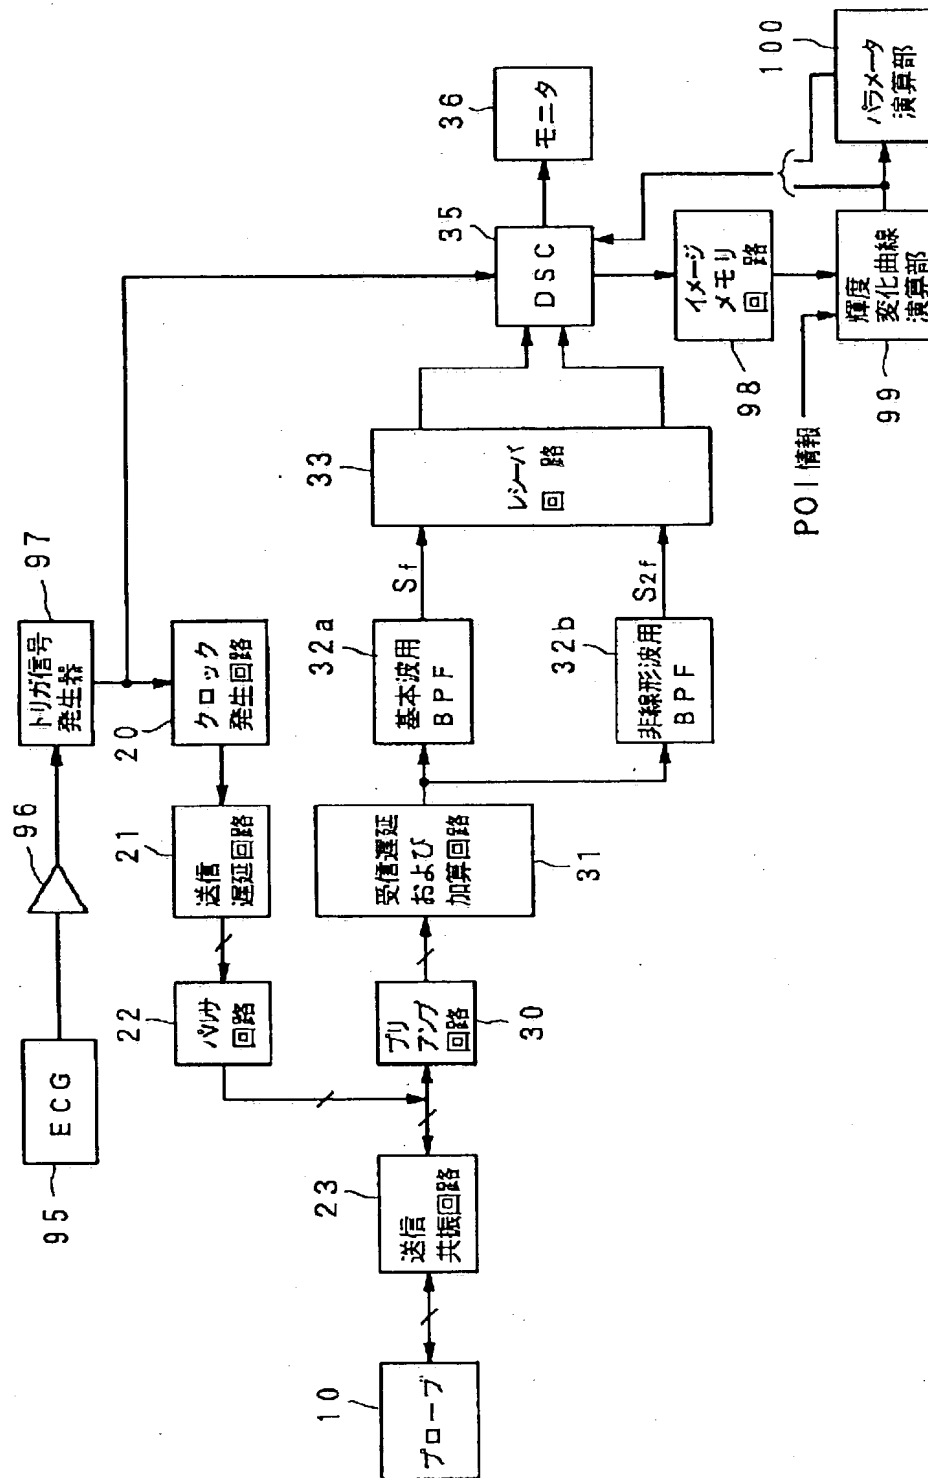 95
ECG
96
97
トリガ信号
発生器
20
クロック
発生回路
21
送信
遅延回路
22
パルサ
回路
10
プローブ
23
送信
共振回路
30
プリ
アンプ
回路
31
受信遅延
および
加算回路
32a
基本波用
BPF
Sf
32b
非線形波用
BPF
S2f
33
レシーバ
回路
35
DSC
36
モニタ
98
イメージ
メモリ
回路
POI情報
99
輝度
変化曲線
演算部
100
パラメータ
演算部